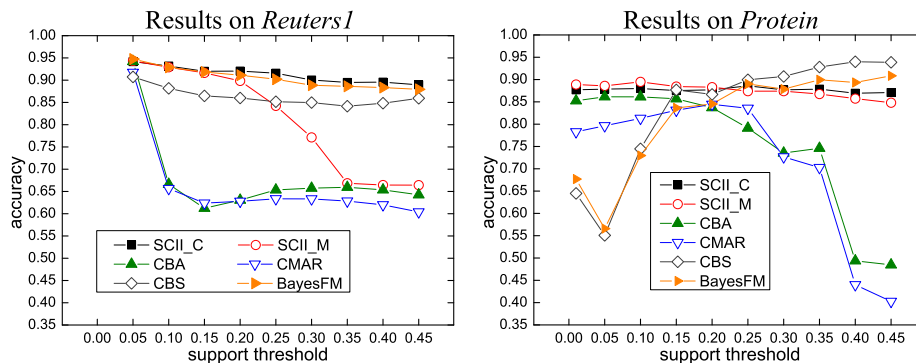 Results on Reuters1
1.00
0.95
0.90
0.85
0.80
0.75
0.70
0.65
0.60
0.55
0.50
0.45
0.40
0.35
accuracy
SCII_C SCII_M
CBA CMAR
CBS BayesFM
0.00 0.05 0.10 0.15 0.20 0.25 0.30 0.35 0.40 0.45
support threshold
Results on Protein
1.00
0.95
0.90
0.85
0.80
0.75
0.70
0.65
0.60
0.55
0.50
0.45
0.40
0.35
accuracy
SCII_C
SCII_M
CBA
CMAR
CBS
BayesFM
0.00 0.05 0.10 0.15 0.20 0.25 0.30 0.35 0.40 0.45
support threshold